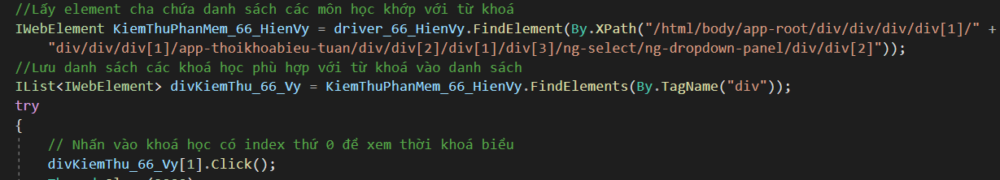 //Lấy element cha chứa danh sách các môn học khớp với từ khoá
IWebElement KiemThuPhanMem_66_HienVy = driver_66_HienVy.FindElement(By.XPath("/html/body/app-root/div/div/div/div[1]/" +
"div/div/div[1]/app-thoikhoabieu-tuan/div/div[2]/div[1]/div[3]/ng-select/ng-dropdown-panel/div/div[2]"));
//Lưu danh sách các khoá học phù hợp với từ khoá vào danh sách
IList<IWebElement> divKiemThu_66_Vy = KiemThuPhanMem_66_HienVy.FindElements(By.TagName("div"));
try
{
// Nhấn vào khoá học có index thứ 0 để xem thời khoá biểu
divKiemThu_66_Vy[1].Click();